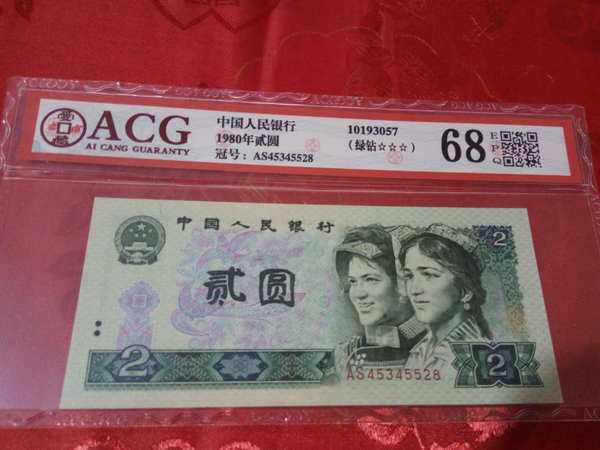 ACG
AI CANG GUARANTY
中国人民银行
1980年贰圆
冠号：AS45345528
10193057
（绿钻☆☆☆）
68
E
P
Q
中国人民银行
贰圆
2
2
2
AS45345528